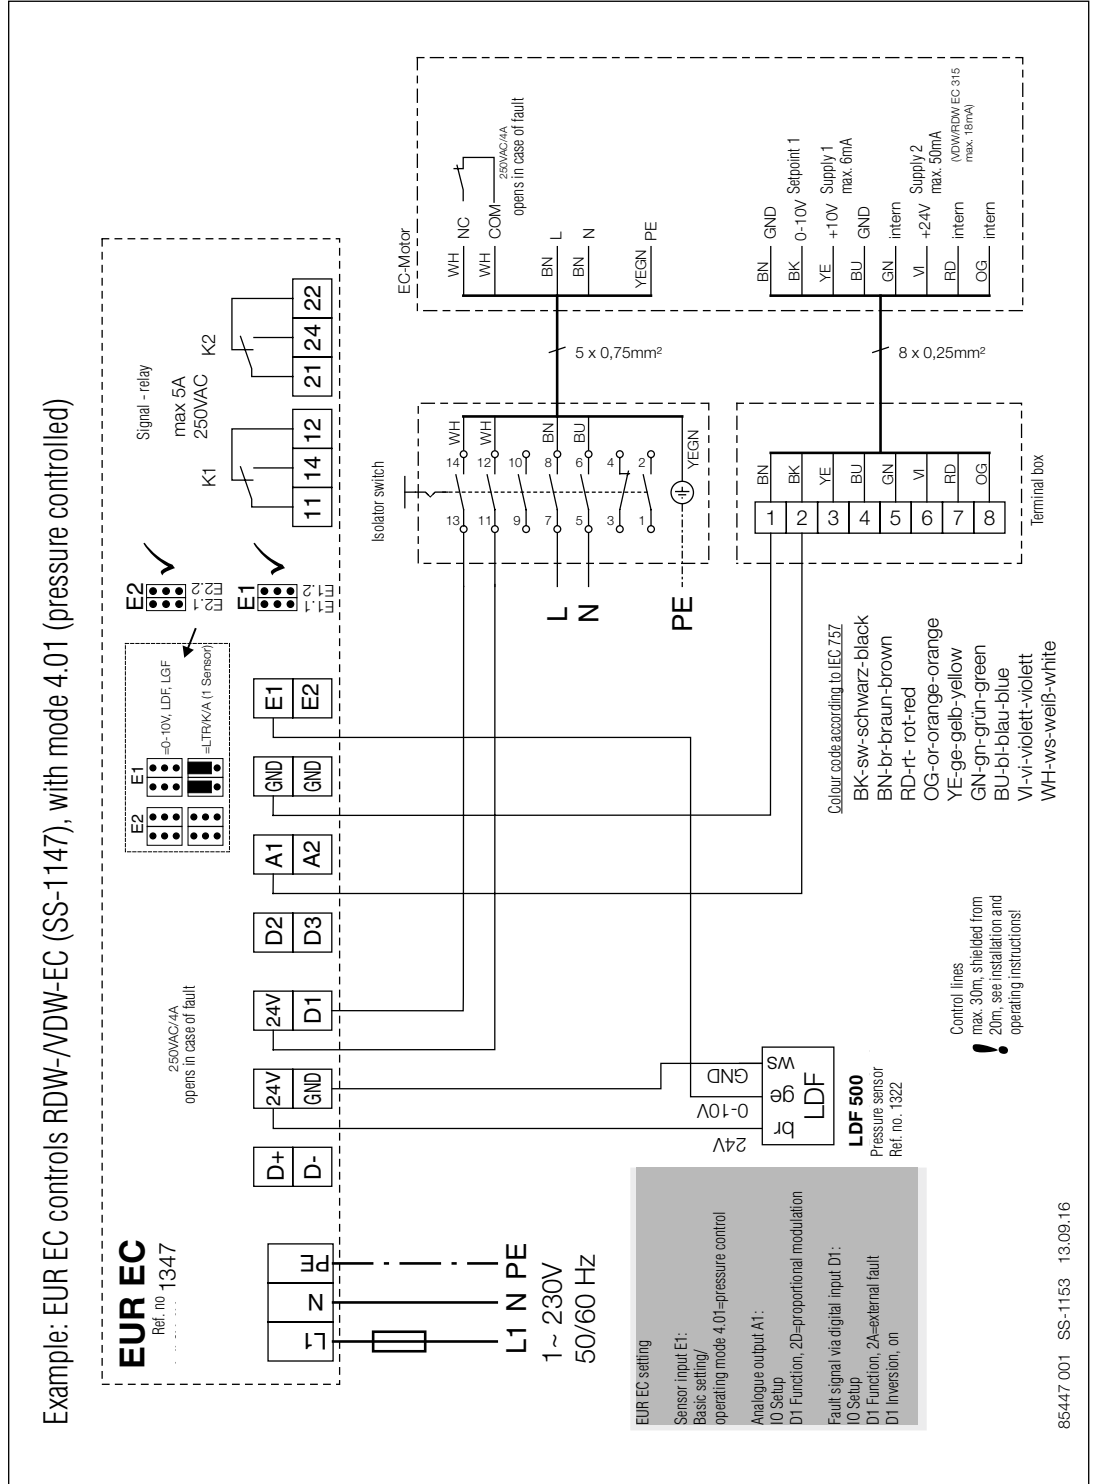 Example: EUR EC controls RDW-/VDW-EC (SS-1147), with mode 4.01 (pressure controlled)
EUR EC
Ref. no 1347
L1
N
PE
L1 N PE
1~ 230V
50/60 Hz
D+
D-
24V
GND
24V
D1
250VAC/4A
opens in case of fault
D2
D3
A1
A2
GND
GND
E1
E2
E2
E1
=0-10V, LDF, LGF
=LTR/K/A (1 Sensor)
E2
E2.1
E2.2
E1
E1.1
E1.2
Signal - relay
max 5A
250VAC
K1
K2
11
14
12
21
24
22
Isolator switch
13
11
9
7
5
3
1
14
12
10
8
6
4
2
WH
WH
BN
BU
YEGN
L
N
PE
5 x 0,75mm²
EC-Motor
WH
NC
WH
COM
250VAC/4A
opens in case of fault
BN
L
BN
N
YEGN
PE
BN
GND
BK
0-10V Setpoint 1
YE
+10V Supply 1
max. 6mA
BU
GND
GN
intern
VI
+24V Supply 2
max. 50mA
(VDW/RDW EC 315
max. 18mA)
RD
intern
OG
intern
8 x 0,25mm²
Terminal box
1
2
3
4
5
6
7
8
BN
BK
YE
BU
GN
VI
RD
OG
Colour code according to IEC 757
BK-sw-schwarz-black
BN-br-braun-brown
RD-rt- rot-red
OG-or-orange-orange
YE-ge-gelb-yellow
GN-gn-grün-green
BU-bl-blau-blue
VI-vi-violett-violett
WH-ws-weiß-white
Control lines
max. 30m, shielded from
20m, see installation and
operating instructions!
24V
0-10V
GND
br
ge
ws
LDF
LDF 500
Pressure sensor
Ref. no. 1322
EUR EC setting
Sensor input E1:
Basic setting/
operating mode 4.01=pressure control
Analogue output A1:
IO Setup
D1 Function, 2D=proportional modulation
Fault signal via digital input D1:
IO Setup
D1 Function, 2A=external fault
D1 Inversion, on
85447 001 SS-1153 13.09.16